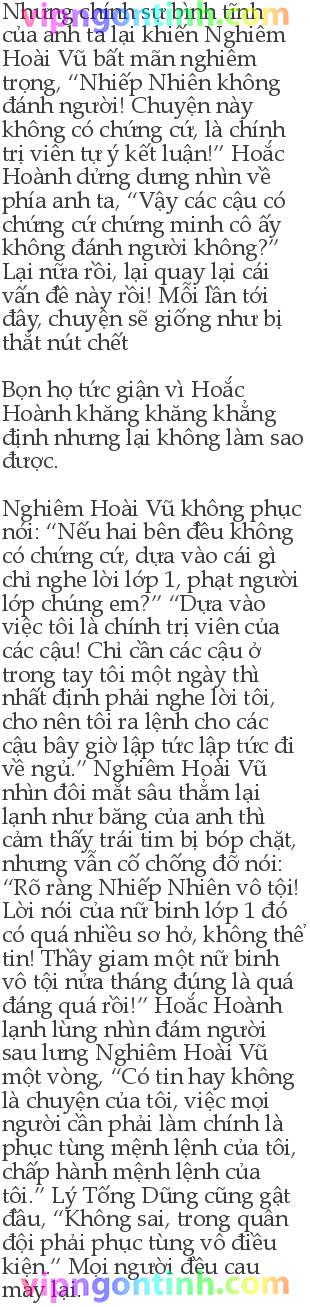 vipngontinh.com
Nhưng chính sự bình tĩnh
của anh ta lại khiến Nghiêm
Hoài Vũ bất mãn nghiêm
trọng, “Nhiếp Nhiên không
đánh người! Chuyện này
không có chứng cứ, là chính
trị viên tự ý kết luận!” Hoắc
Hoành dửng dưng nhìn về
phía anh ta, “Vậy các cậu có
chứng cứ chứng minh cô ấy
không đánh người không?”
Lại nữa rồi, lại quay lại cái
vấn đề này rồi! Mỗi lần tới
đây, chuyện sẽ giống như bị
thắt nút chết
Bọn họ tức giận vì Hoắc
Hoành khăng khăng khẳng
định nhưng lại không làm sao
được.
Nghiêm Hoài Vũ không phục
nói: “Nếu hai bên đều không
có chứng cứ, dựa vào cái gì
chỉ nghe lời lớp 1, phạt người
lớp chúng em?” “Dựa vào
việc tôi là chính trị viên của
các cậu! Chỉ cần các cậu ở
trong tay tôi một ngày thì
nhất định phải nghe lời tôi,
cho nên tôi ra lệnh cho các
cậu bây giờ lập tức lập tức đi
về ngủ.” Nghiêm Hoài Vũ
nhìn đôi mắt sâu thẳm lại
lạnh như băng của anh thì
cảm thấy trái tim bị bóp chặt,
nhưng vẫn cố chống đỡ nói:
“Rõ ràng Nhiếp Nhiên vô tội!
Lời nói của nữ binh lớp 1 đó
có quá nhiều sơ hở, không thể
tin! Thầy giam một nữ binh
vô tội nửa tháng đúng là quá
đáng quá rồi!” Hoắc Hoành
lạnh lùng nhìn đám người
sau lưng Nghiêm Hoài Vũ
một vòng, “Có tin hay không
là chuyện của tôi, việc mọi
người cần phải làm chính là
phục tùng mệnh lệnh của tôi,
chấp hành mệnh lệnh của
tôi.” Lý Tống Dũng cũng gật
đầu, “Không sai, trong quân
đội phải phục tùng vô điều
kiện.” Mọi người đều cau
mày lại.
vipngontinh.com